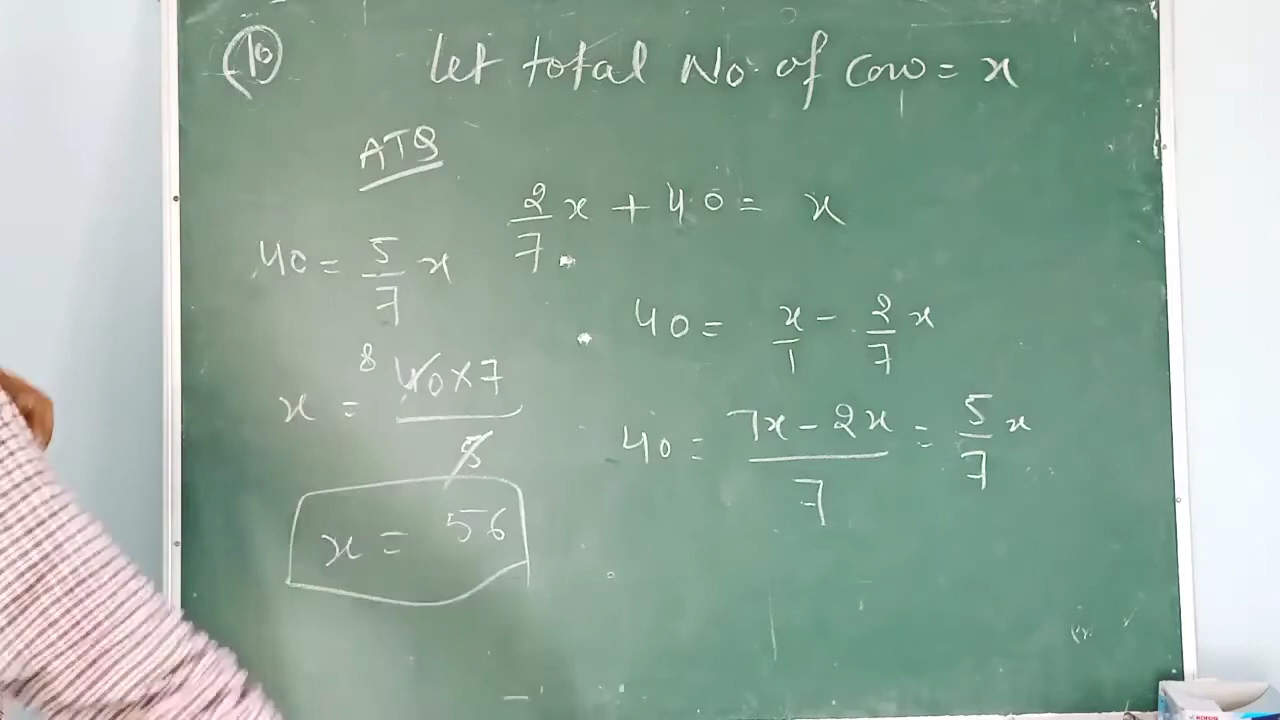 10 Let total No. of Cow = x
ATQ
2/7 x + 40 = x
40 = x/1 - 2/7 x
40 = 7x - 2x / 7 = 5/7 x
40 = 5/7 x
x = 8 40 x 7 / 5
x = 56